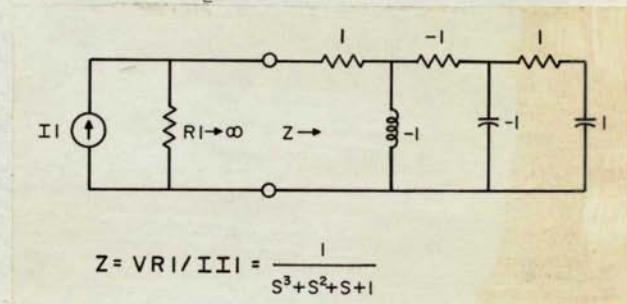 1 -1 1
I1 R1→∞ Z→ -1 -1 1
Z = VR1/II1 = 1/(S³+S²+S+1)